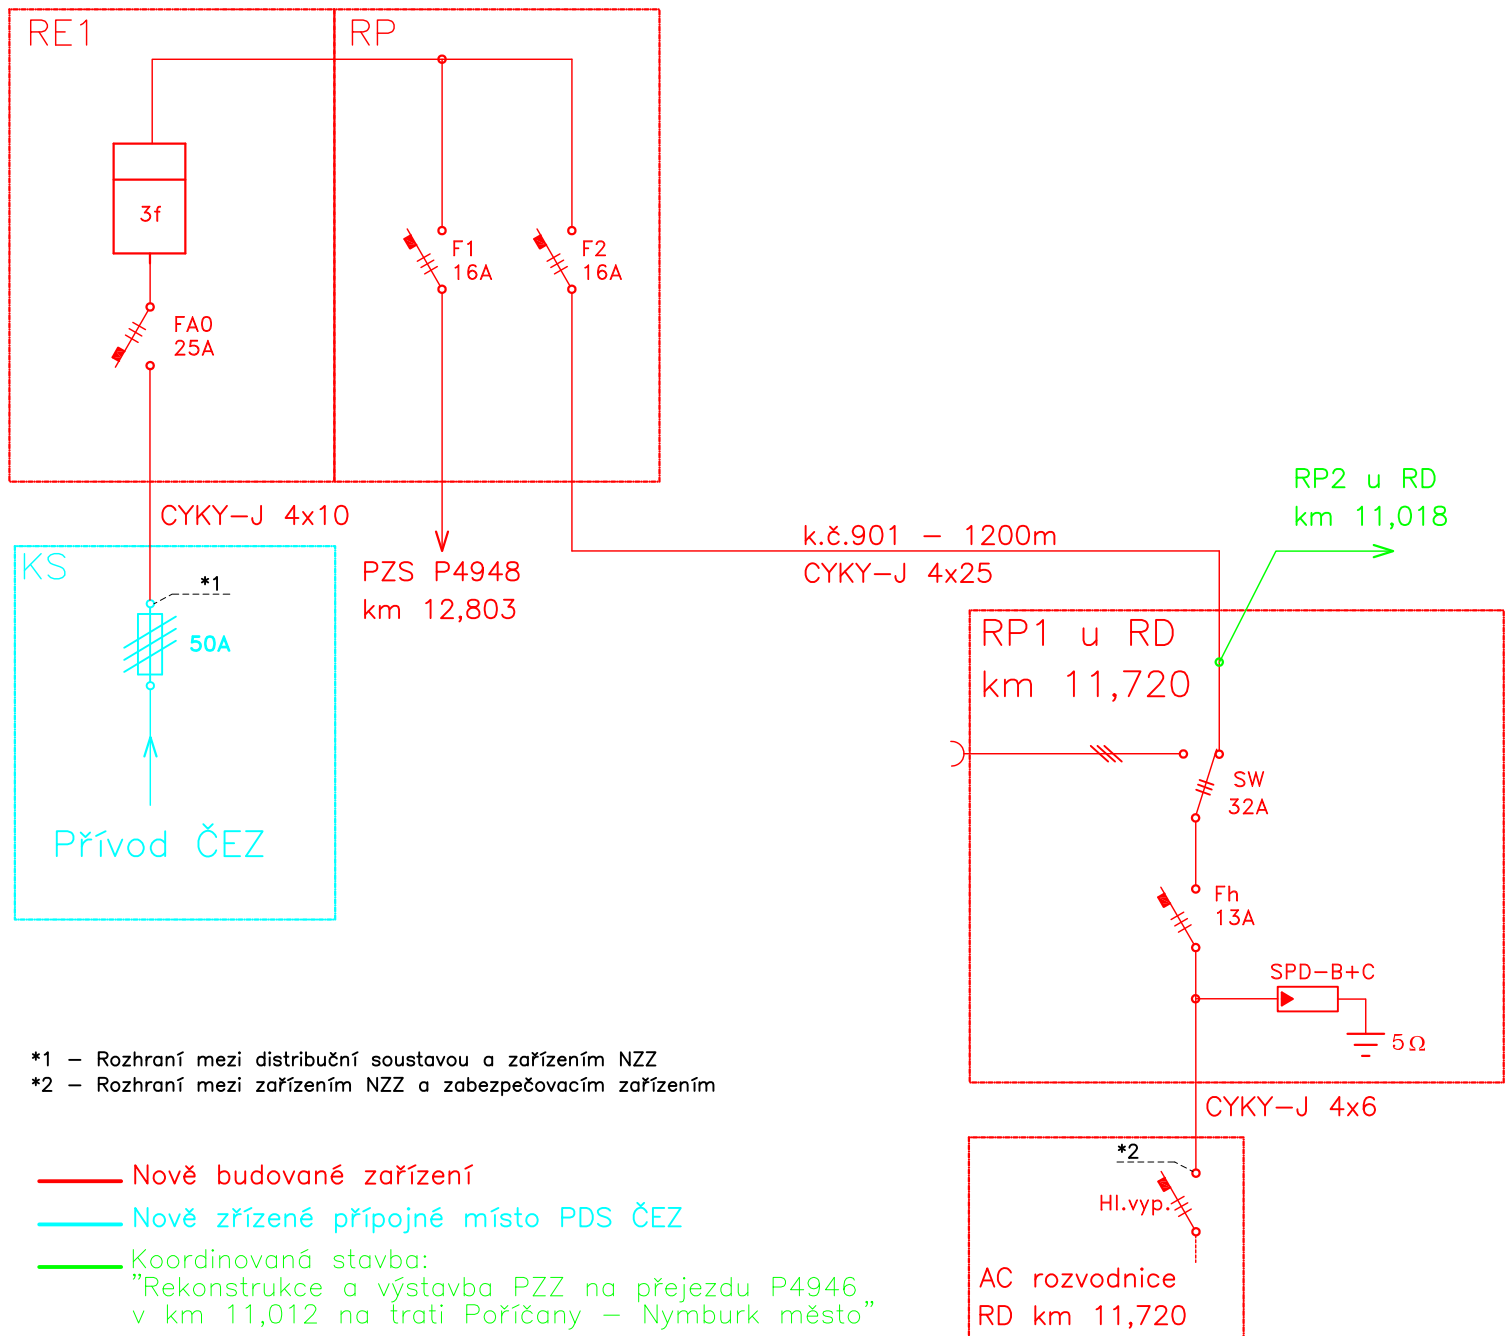 RE1
RP
3f
FA0
25A
F1
16A
F2
16A
CYKY-J 4x10
KS
*1
50A
Přívod ČEZ
PZS P4948
km 12,803
k.č.901 - 1200m
CYKY-J 4x25
RP2 u RD
km 11,018
RP1 u RD
km 11,720
SW
32A
Fh
13A
SPD-B+C
5Ω
CYKY-J 4x6
*2
Hl.vyp.
AC rozvodnice
RD km 11,720
*1 - Rozhraní mezi distribuční soustavou a zařízením NZZ
*2 - Rozhraní mezi zařízením NZZ a zabezpečovacím zařízením
Nově budované zařízení
Nově zřízené přípojné místo PDS ČEZ
Koordinovaná stavba:
"Rekonstrukce a výstavba PZZ na přejezdu P4946
v km 11,012 na trati Poříčany - Nymburk město"